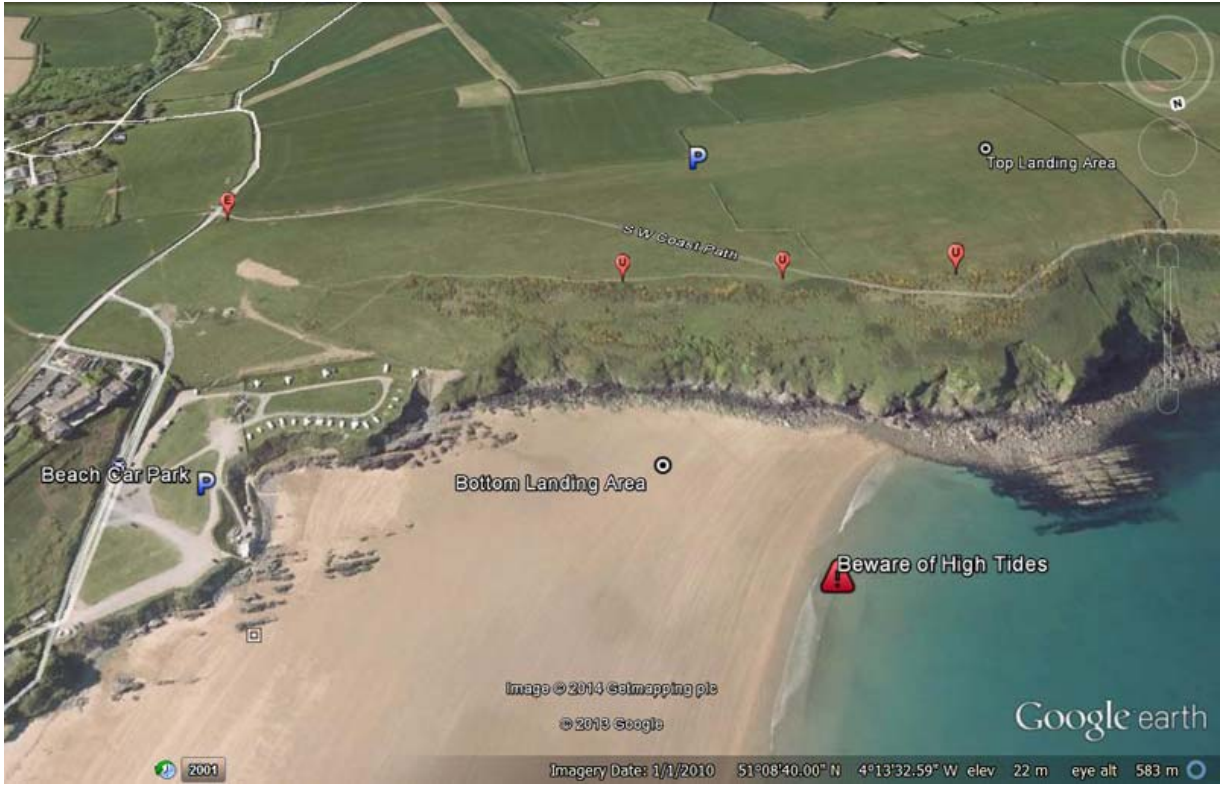 N
P
Top Landing Area
E
S W Coast Path
U
U
U
Beach Car Park
P
Bottom Landing Area
Beware of High Tides
Image © 2014 Getmapping plc
© 2013 Google
Google earth
2001
Imagery Date: 1/1/2010 51°08'40.00" N 4°13'32.59" W elev 22 m eye alt 583 m